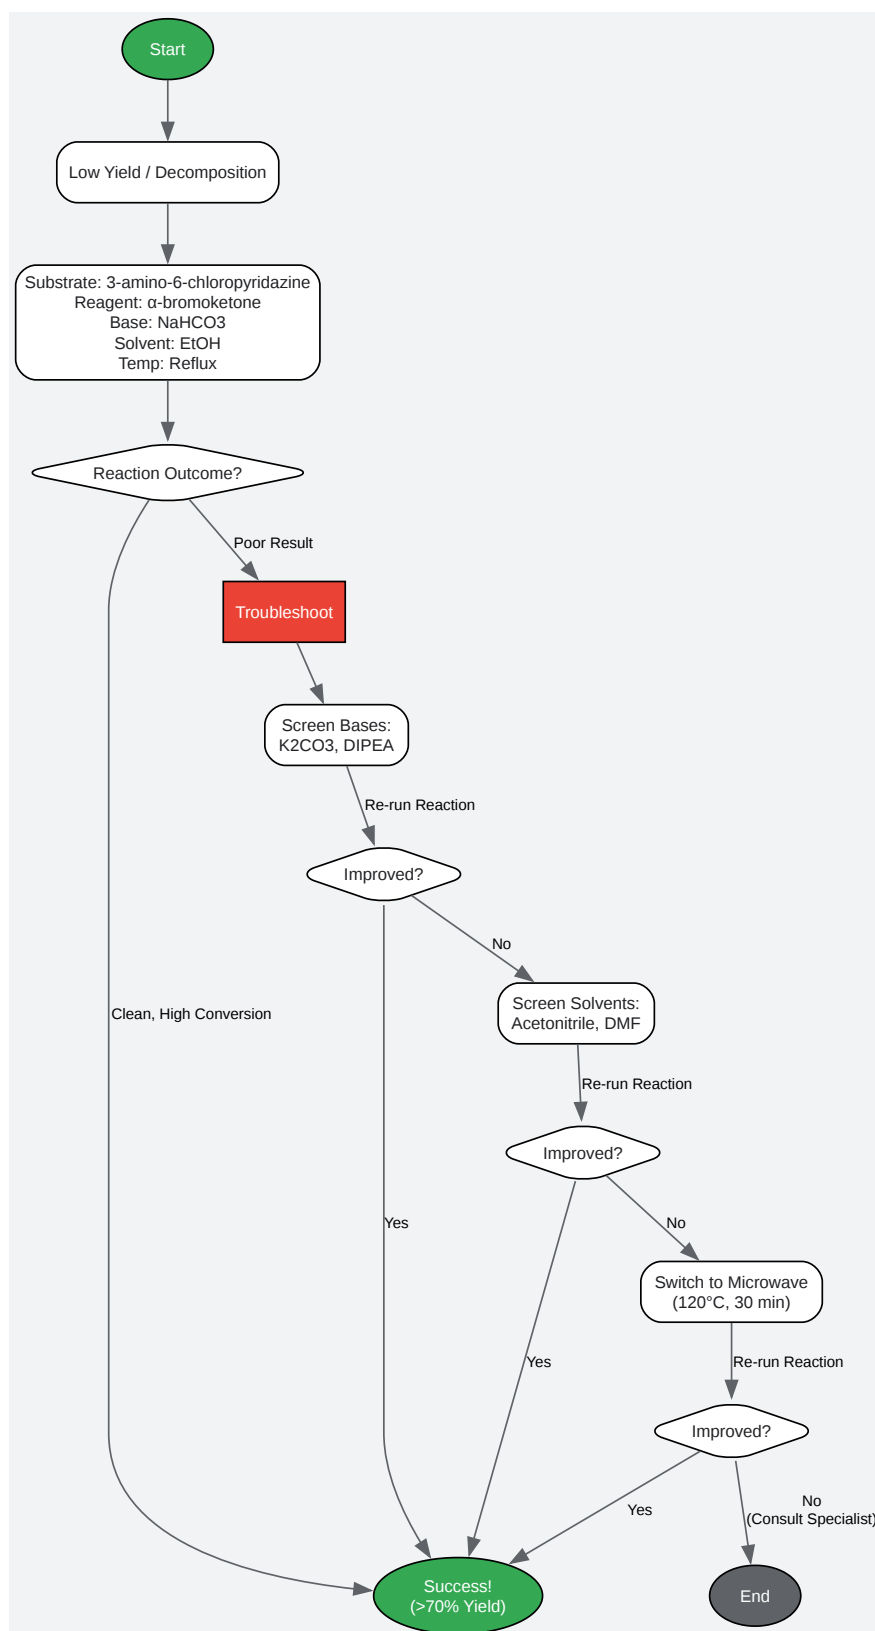 Start
Low Yield / Decomposition
Substrate: 3-amino-6-chloropyridazine
Reagent: α-bromoketone
Base: NaHCO3
Solvent: EtOH
Temp: Reflux
Reaction Outcome?
Poor Result
Troubleshoot
Screen Bases:
K2CO3, DIPEA
Re-run Reaction
Improved?
No
Screen Solvents:
Acetonitrile, DMF
Clean, High Conversion
Re-run Reaction
Improved?
Yes
No
Switch to Microwave
(120°C, 30 min)
Yes
Re-run Reaction
Improved?
Yes
No
(Consult Specialist)
Success!
(>70% Yield)
End